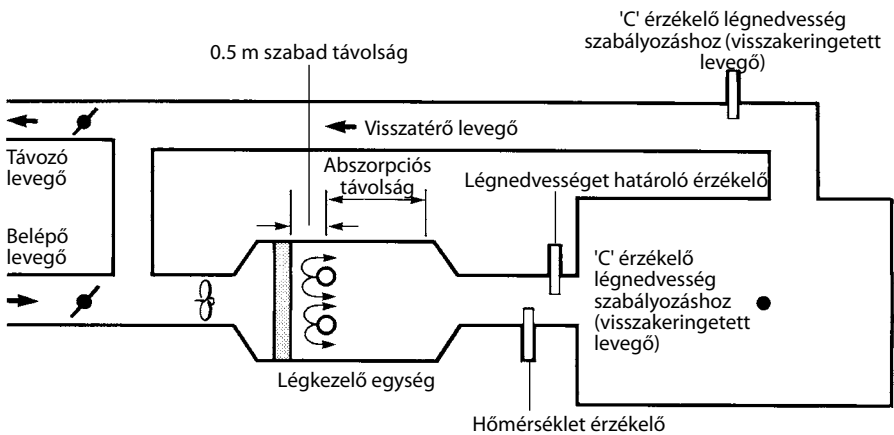 'C' érzékelő légnedvesség
szabályozáshoz (visszakeringetett
levegő)
0.5 m szabad távolság
Visszatérő levegő
Távozó
levegő
Abszorpciós
távolság
Légnedvességet határoló érzékelő
Belépő
levegő
'C' érzékelő
légnedvesség
szabályozáshoz
(visszakeringetett
levegő)
Légkezelő egység
Hőmérséklet érzékelő